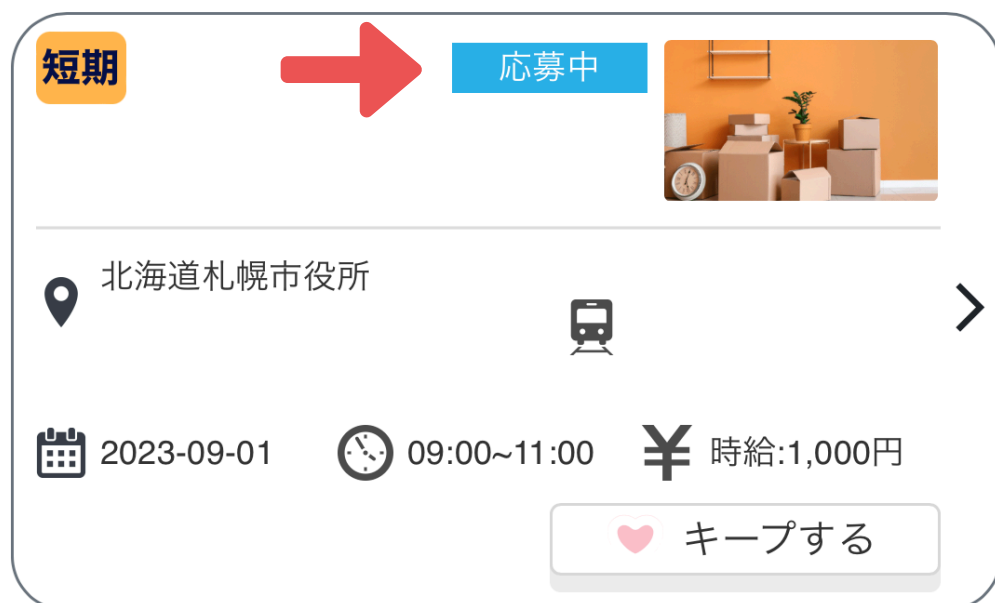 短期
応募中
北海道札幌市役所
2023-09-01
09:00~11:00
時給:1,000円
キープする